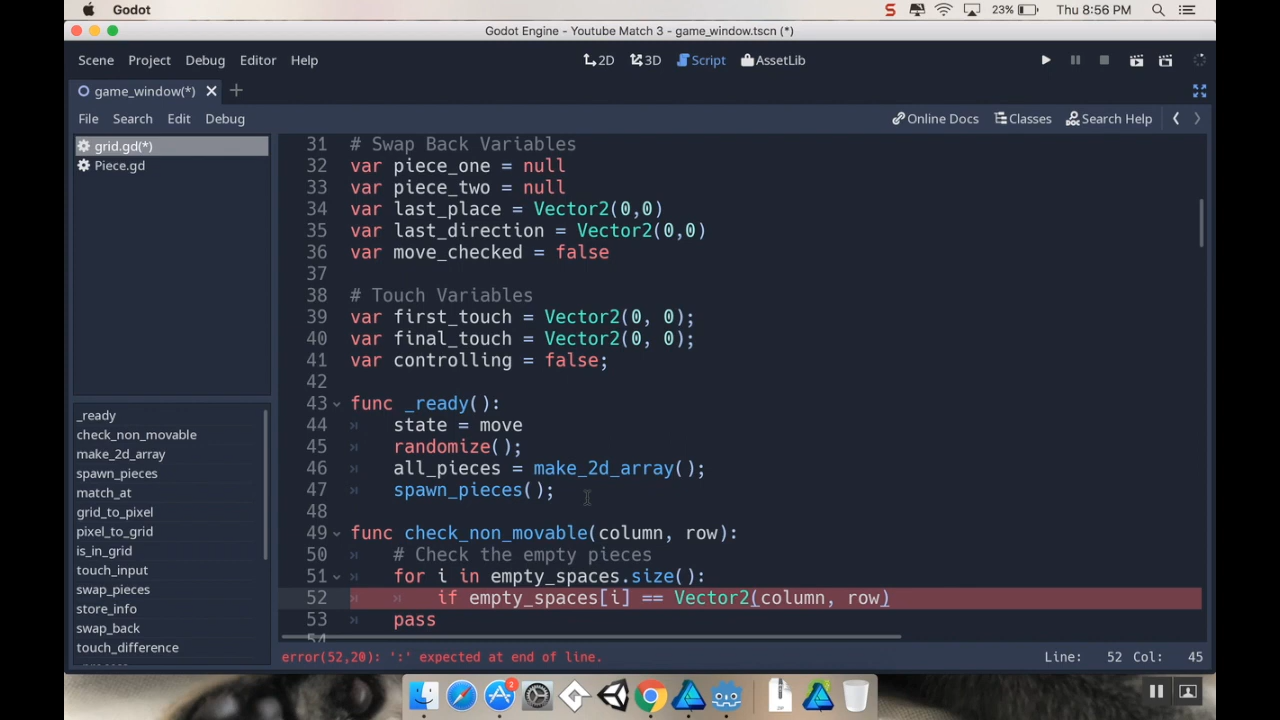 Godot
S
23%
Thu 8:56 PM
Godot Engine - Youtube Match 3 - game_window.tscn (*)
Scene Project Debug Editor Help
2D 3D Script AssetLib
game_window(*) × +
File Search Edit Debug
Online Docs Classes Search Help
grid.gd(*)
Piece.gd
_ready
check_non_movable
make_2d_array
spawn_pieces
match_at
grid_to_pixel
pixel_to_grid
is_in_grid
touch_input
swap_pieces
store_info
swap_back
touch_difference
31 # Swap Back Variables
32 var piece_one = null
33 var piece_two = null
34 var last_place = Vector2(0,0)
35 var last_direction = Vector2(0,0)
36 var move_checked = false
37
38 # Touch Variables
39 var first_touch = Vector2(0, 0);
40 var final_touch = Vector2(0, 0);
41 var controlling = false;
42
43 func _ready():
44 state = move
45 randomize();
46 all_pieces = make_2d_array();
47 spawn_pieces();
48
49 func check_non_movable(column, row):
50 # Check the empty pieces
51 for i in empty_spaces.size():
52 if empty_spaces[i] == Vector2(column, row)
53 pass
error(52,20): ':' expected at end of line.
Line: 52 Col: 45
2